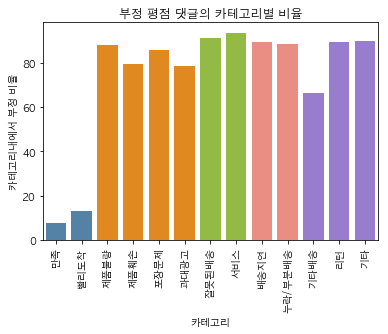 부정 평점 댓글의 카테고리별 비율
카테고리내에서 부정 비율
80
60
40
20
0
만족
빨리도착
제품불량
제품훼손
포장문제
과대광고
잘못된배송
서비스
배송지연
누락/부분배송
기타배송
리턴
기타
카테고리